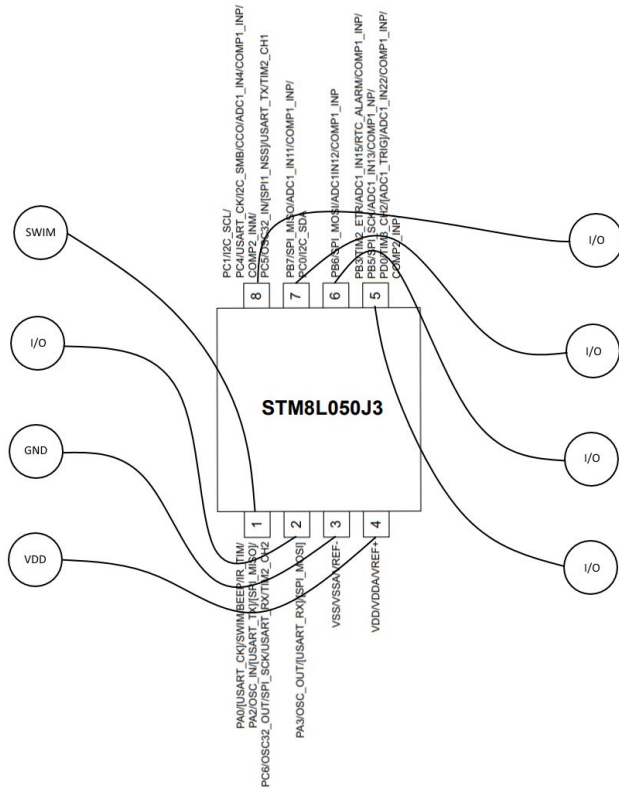 PC1/I2C_SCL/
PC4/USART_CK/I2C_SMB/CCO/ADC1_IN4/COMP1_INP/
COMP2_INM/
PC5/OSC32_IN/[SPI1_NSS]/USART_TX/TIM2_CH1
PB7/SPI_MISO/ADC1_IN11/COMP1_INP/
PC0/I2C_SDA
PB6/SPI_MOSI/ADC1IN12/COMP1_INP
PB3/TIM2_ETR/ADC1_IN15/RTC_ALARM/COMP1_INP/
PB5/SPI_SCK/ADC1_IN13/COMP1_NP/
PD0/TIM3_CH2/[ADC1_TRIG]/ADC1_IN22/COMP1_INP/
COMP2_INP
SWIM
I/O
GND
VDD
I/O
I/O
I/O
I/O
8
7
6
5
STM8L050J3
1
2
3
4
PA0/[USART_CK]/SWIM/BEEP/IR_TIM/
PA2/OSC_IN/[USART_TX]/[SPI_MISO]/
PC6/OSC32_OUT/SPI_SCK/USART_RX/TIM2_CH2
PA3/OSC_OUT/[USART_RX]/[SPI_MOSI]
VSS/VSSA/VREF-
VDD/VDDA/VREF+